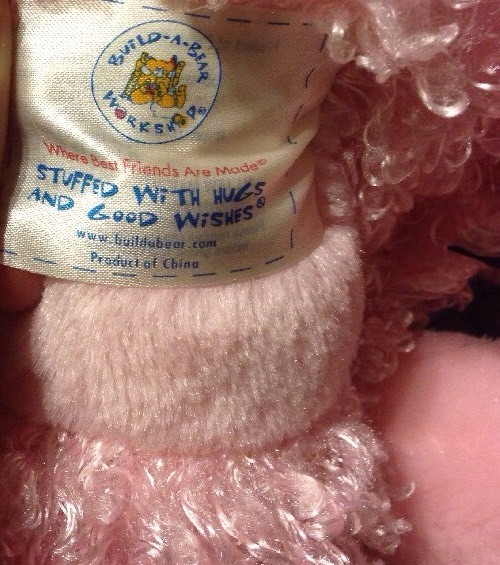 BUILD-A-BEAR
WORKSHOP®
Where Best Friends Are Made®
STUFFED WITH HUGS
AND GOOD WISHES®
www.buildabear.com
Product of China